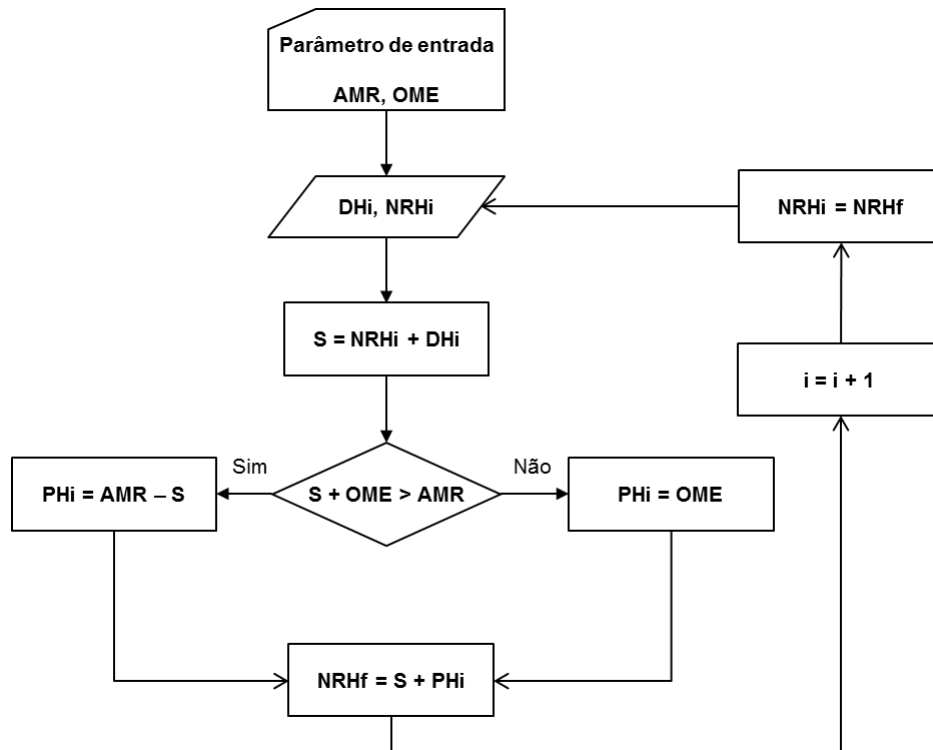 Parâmetro de entrada
AMR, OME
DHi, NRHi
NRHi = NRHf
S = NRHi + DHi
i = i + 1
Sim
Não
PHi = AMR – S
S + OME > AMR
PHi = OME
NRHf = S + PHi